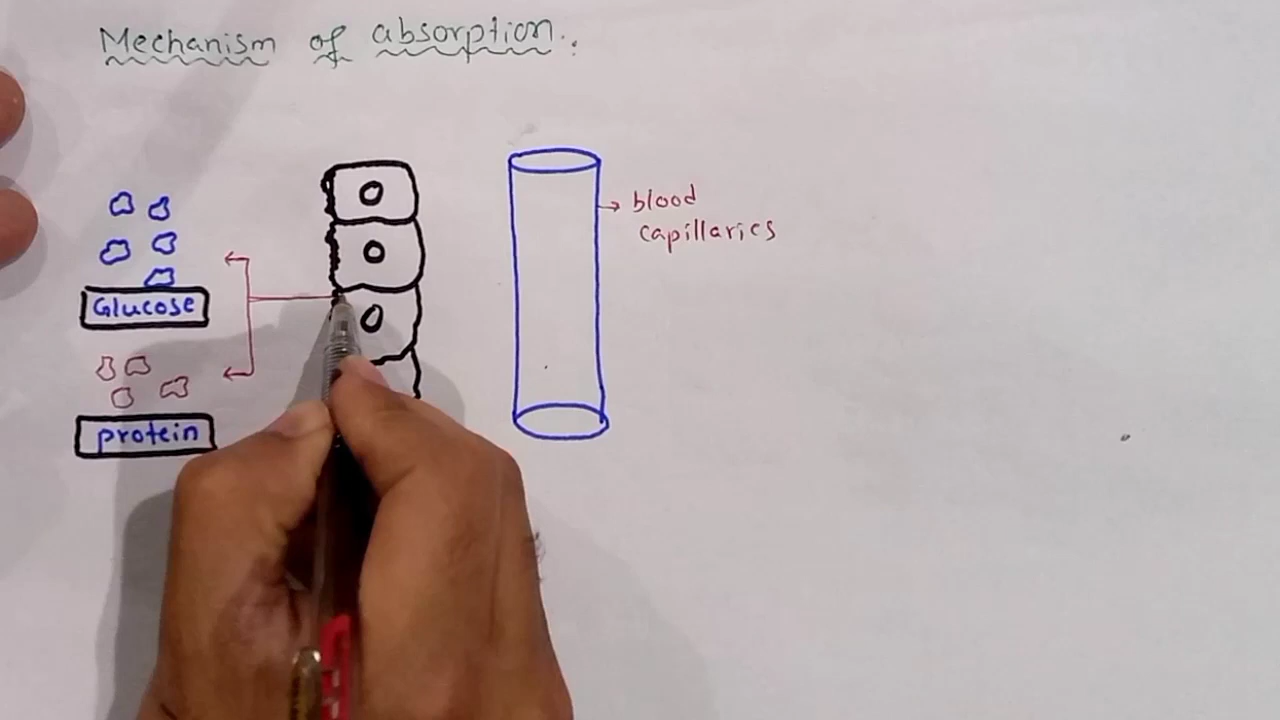 Mechanism of absorption.
blood
capillaries
Glucose
protein